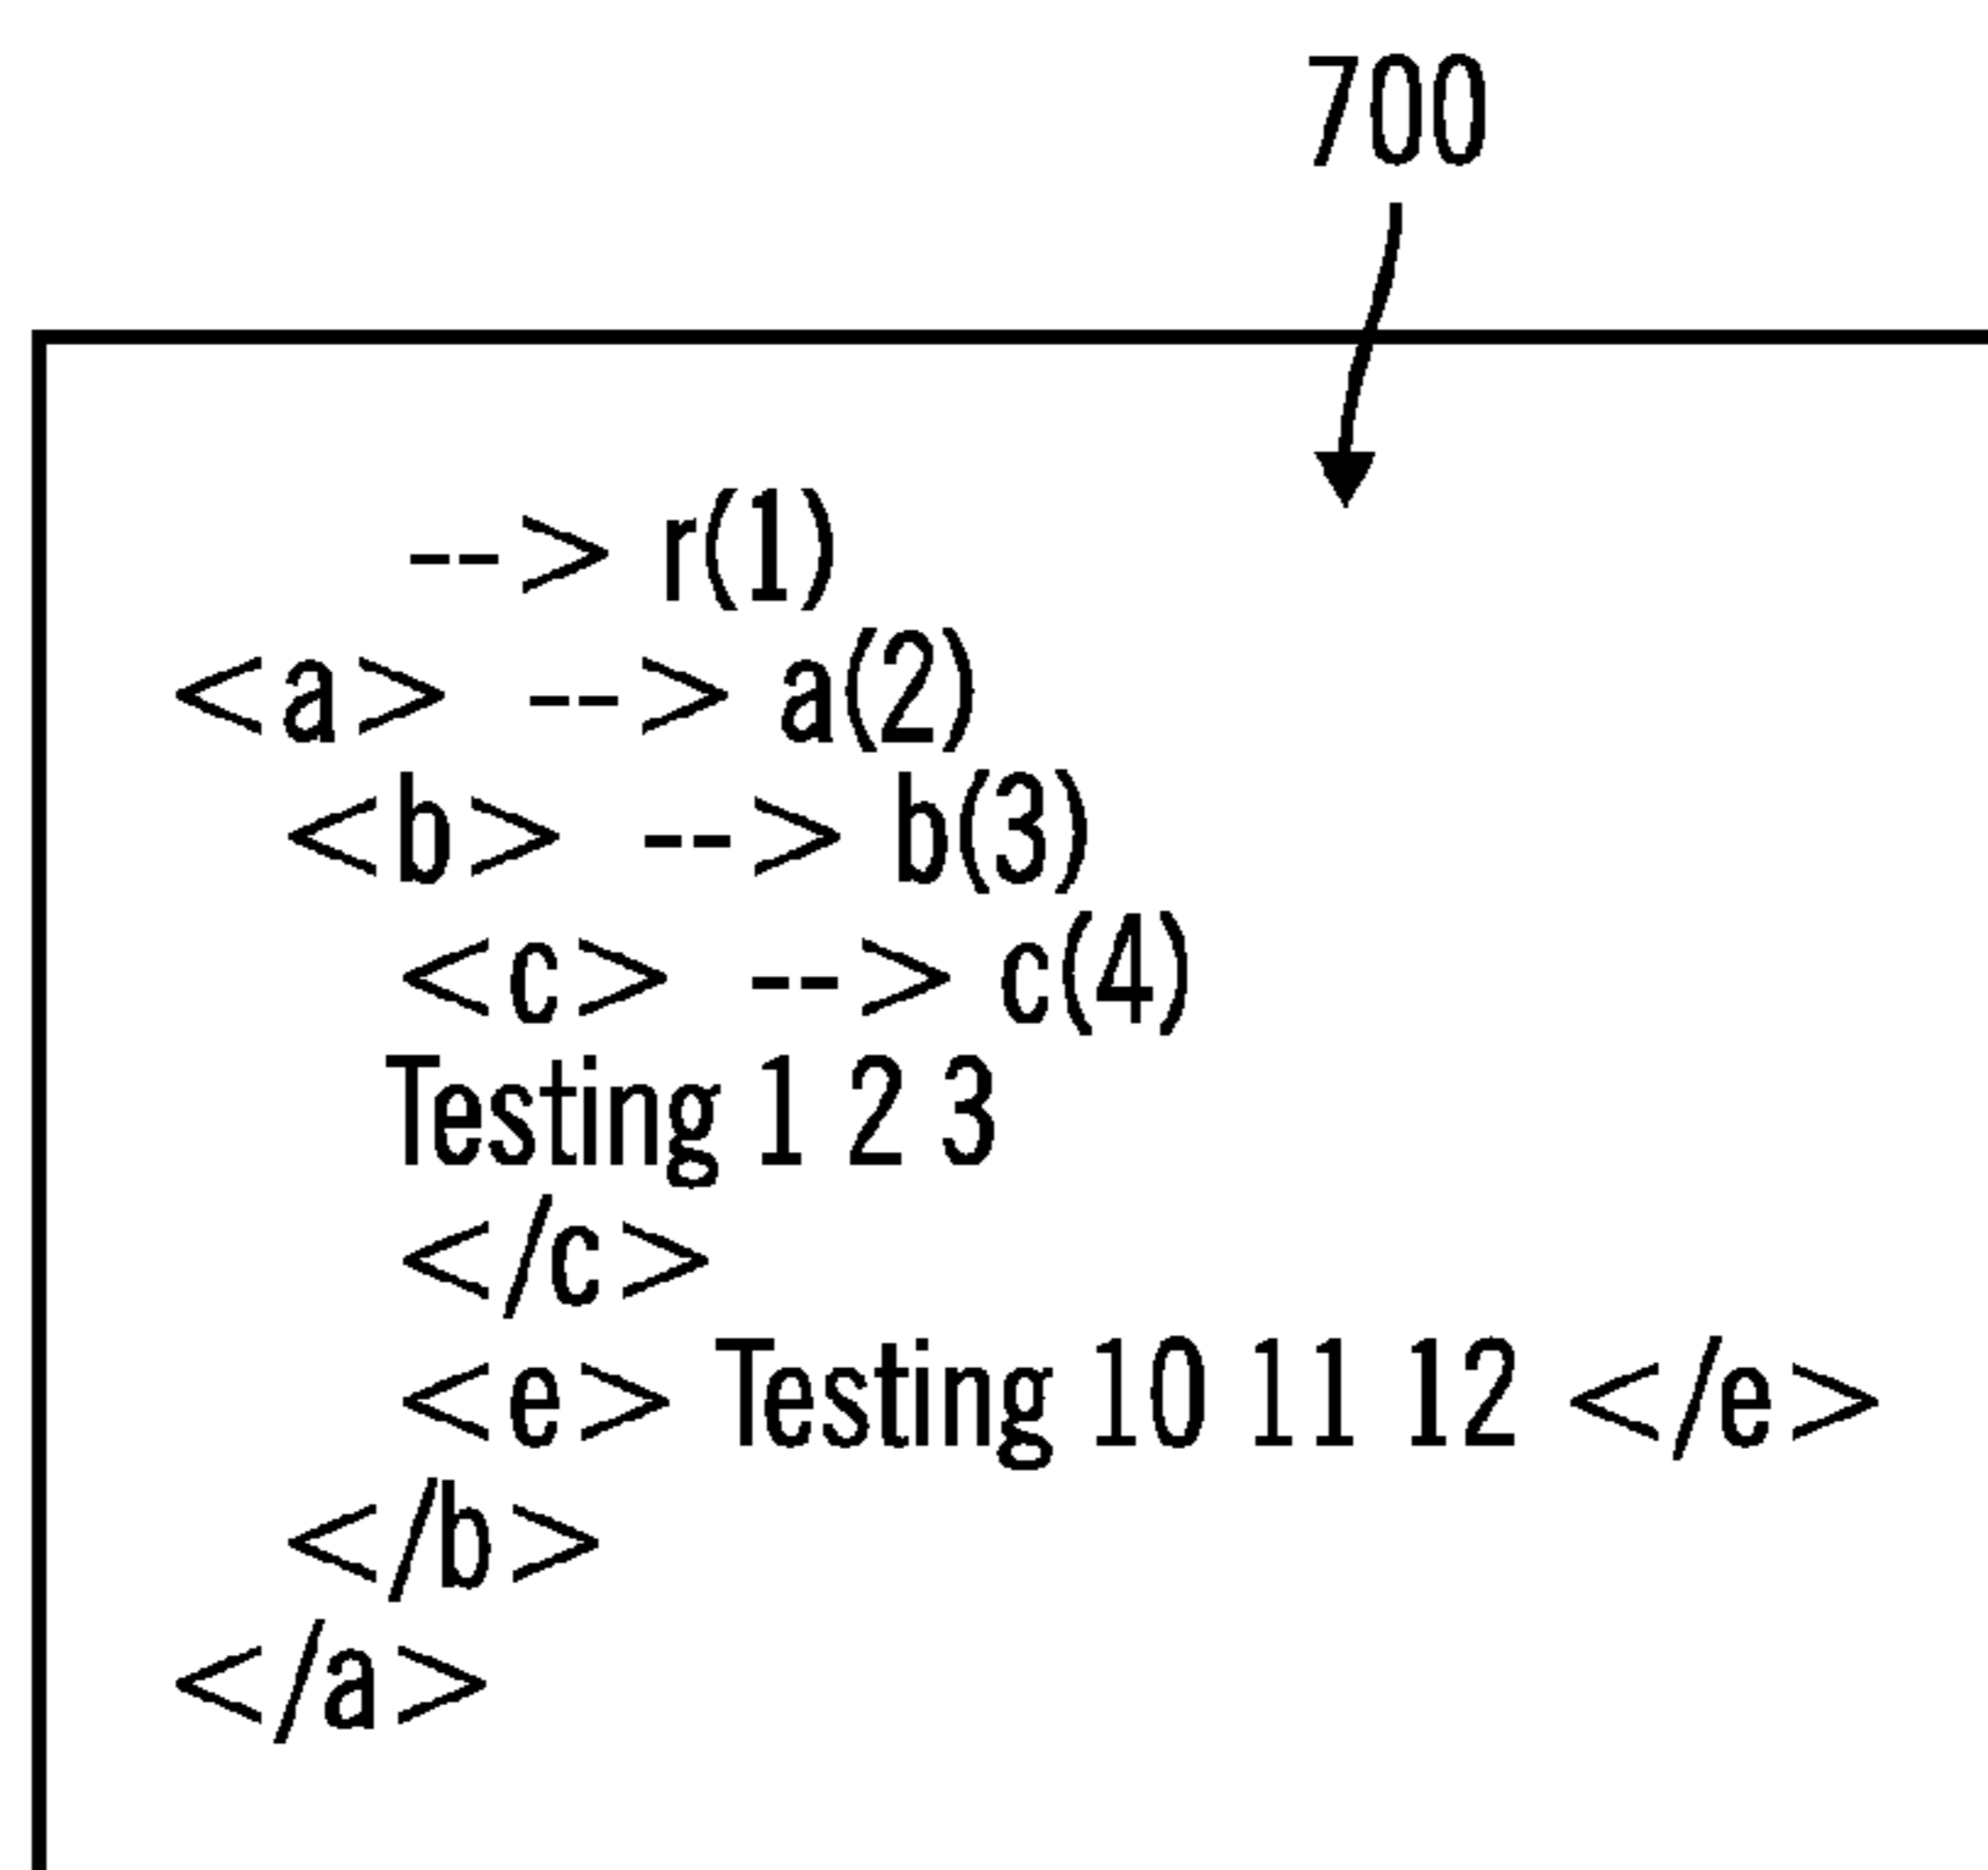 700
--> r(1)
<a> --> a(2)
<b> --> b(3)
<c> --> c(4)
Testing 1 2 3
</c>
<e> Testing 10 11 12 </e>
</b>
</a>